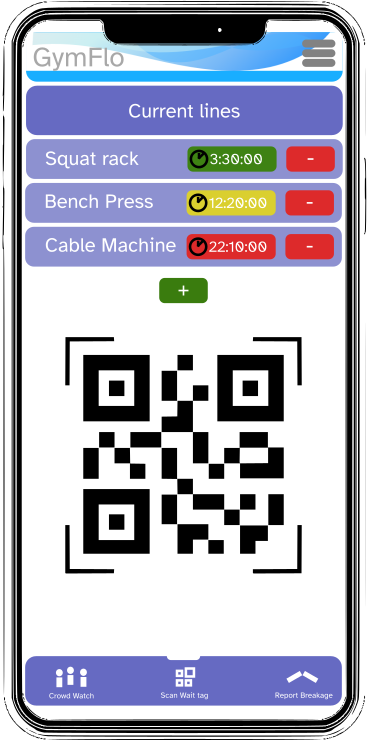 GymFlo
Current lines
Squat rack 3:30:00 -
Bench Press 12:20:00 -
Cable Machine 22:10:00 -
+
Crowd Watch Scan Wait tag Report Breakage